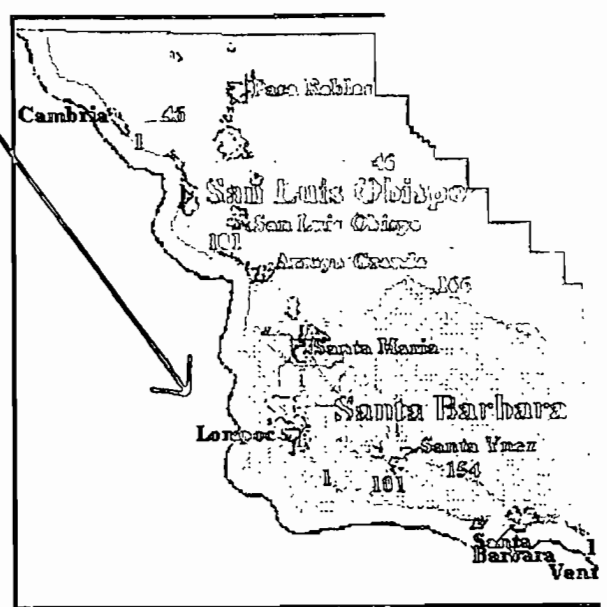 Paso Robles
Cambria
46
1
46
San Luis Obispo
San Luis Obispo
101
Arroyo Grande
166
Santa Maria
Santa Barbara
Lompoc
Santa Ynez
154
1
101
Santa
Barbara
1
Vent